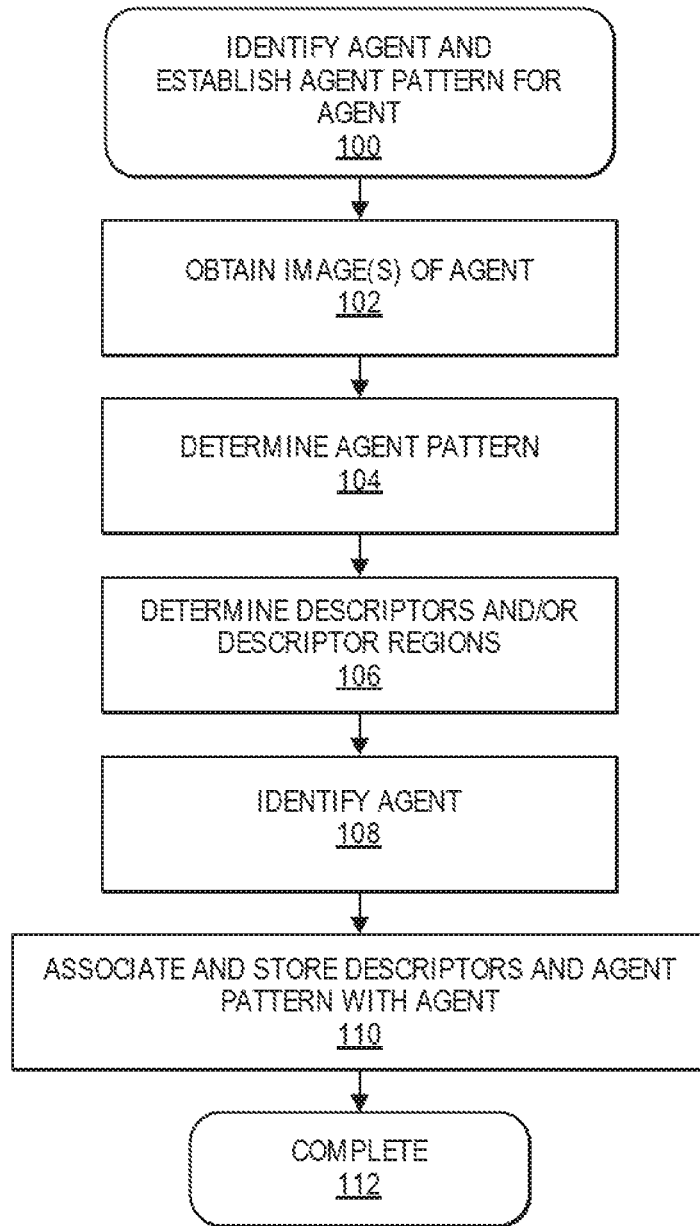 IDENTIFY AGENT AND
ESTABLISH AGENT PATTERN FOR
AGENT
100
OBTAIN IMAGE(S) OF AGENT
102
DETERMINE AGENT PATTERN
104
DETERMINE DESCRIPTORS AND/OR
DESCRIPTOR REGIONS
106
IDENTIFY AGENT
108
ASSOCIATE AND STORE DESCRIPTORS AND AGENT
PATTERN WITH AGENT
110
COMPLETE
112